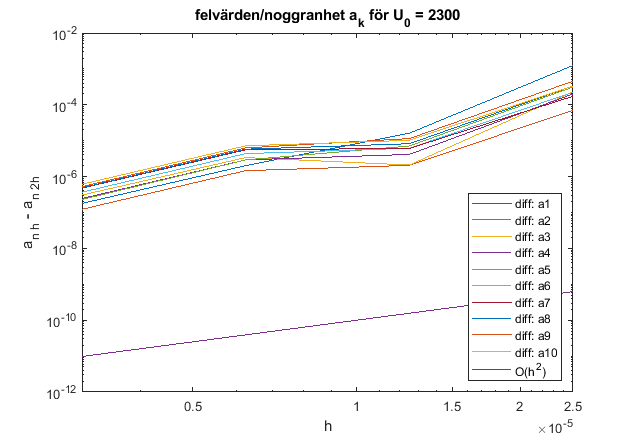 felvärden/noggranhet a_k för U_0 = 2300
10^-2
10^-4
10^-6
10^-8
10^-10
10^-12
a_n h - a_n 2h
diff: a1
diff: a2
diff: a3
diff: a4
diff: a5
diff: a6
diff: a7
diff: a8
diff: a9
diff: a10
O(h^2)
0.5 1 1.5 2 2.5
h
×10^-5